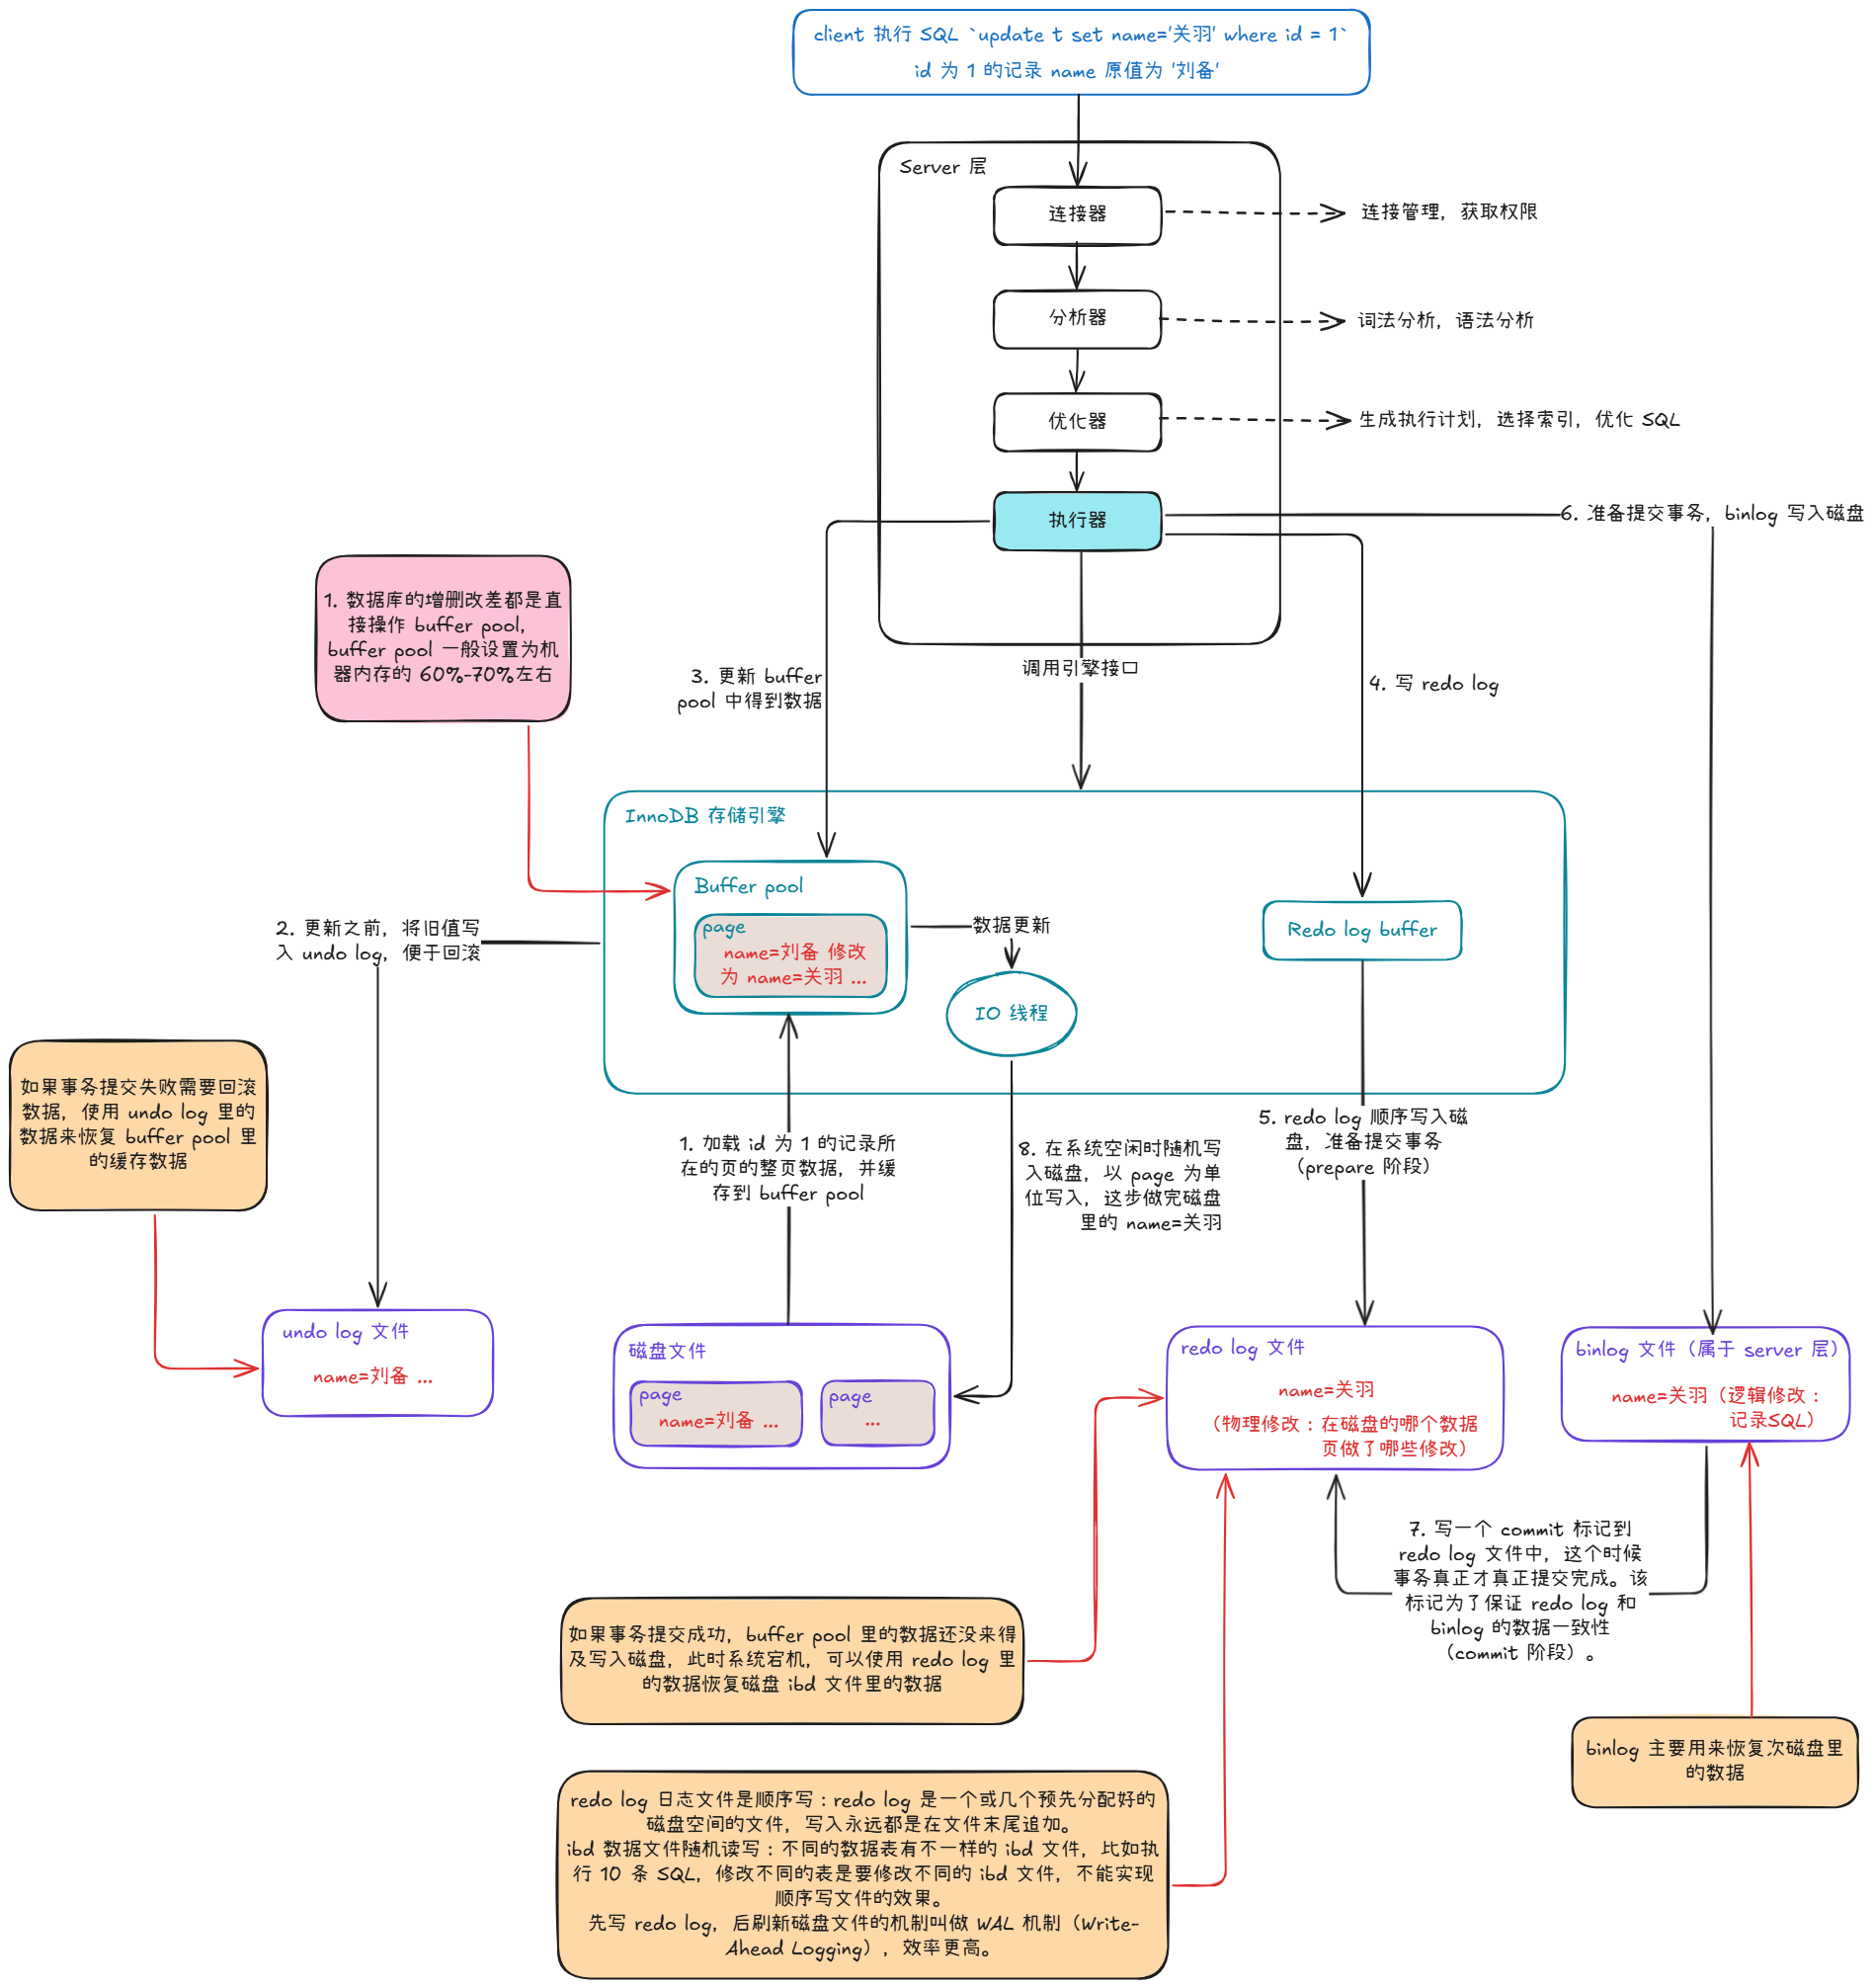 client 执行 SQL `update t set name='关羽' where id = 1`
id 为 1 的记录 name 原值为 '刘备'
Server 层
连接器
连接管理，获取权限
分析器
词法分析，语法分析
优化器
生成执行计划，选择索引，优化 SQL
执行器
6. 准备提交事务，binlog 写入磁盘
1. 数据库的增删改差都是直
接操作 buffer pool，
buffer pool 一般设置为机
器内存的 60%-70%左右
3. 更新 buffer
pool 中得到数据
调用引擎接口
4. 写 redo log
InnoDB 存储引擎
Buffer pool
page
name=刘备 修改
为 name=关羽 ...
数据更新
IO 线程
Redo log buffer
2. 更新之前，将旧值写
入 undo log，便于回滚
如果事务提交失败需要回滚
数据，使用 undo log 里的
数据来恢复 buffer pool 里
的缓存数据
1. 加载 id 为 1 的记录所
在的页的整页数据，并缓
存到 buffer pool
8. 在系统空闲时随机写
入磁盘，以 page 为单
位写入，这步做完磁盘
里的 name=关羽
5. redo log 顺序写入磁
盘，准备提交事务
（prepare 阶段）
undo log 文件
name=刘备 ...
磁盘文件
page
name=刘备 ...
page
...
redo log 文件
name=关羽
（物理修改：在磁盘的哪个数据
页做了哪些修改）
binlog 文件（属于 server 层）
name=关羽（逻辑修改：
记录SQL）
7. 写一个 commit 标记到
redo log 文件中，这个时候
事务真正才真正提交完成。该
标记为了保证 redo log 和
binlog 的数据一致性
（commit 阶段）。
如果事务提交成功，buffer pool 里的数据还没来得
及写入磁盘，此时系统宕机，可以使用 redo log 里
的数据恢复磁盘 ibd 文件里的数据
binlog 主要用来恢复次磁盘里
的数据
redo log 日志文件是顺序写：redo log 是一个或几个预先分配好的
磁盘空间的文件，写入永远都是在文件末尾追加。
ibd 数据文件随机读写：不同的数据表有不一样的 ibd 文件，比如执
行 10 条 SQL，修改不同的表是要修改不同的 ibd 文件，不能实现
顺序写文件的效果。
先写 redo log，后刷新磁盘文件的机制叫做 WAL 机制（Write-
Ahead Logging），效率更高。